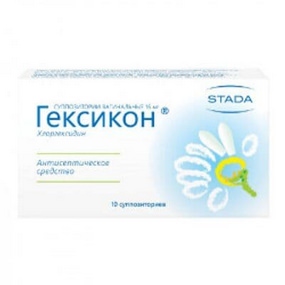 STADA
СУППОЗИТОРИИ ВАГИНАЛЬНЫЕ 16 мг
Гексикон®
Хлоргексидин
Антисептическое
средство
10 суппозиториев